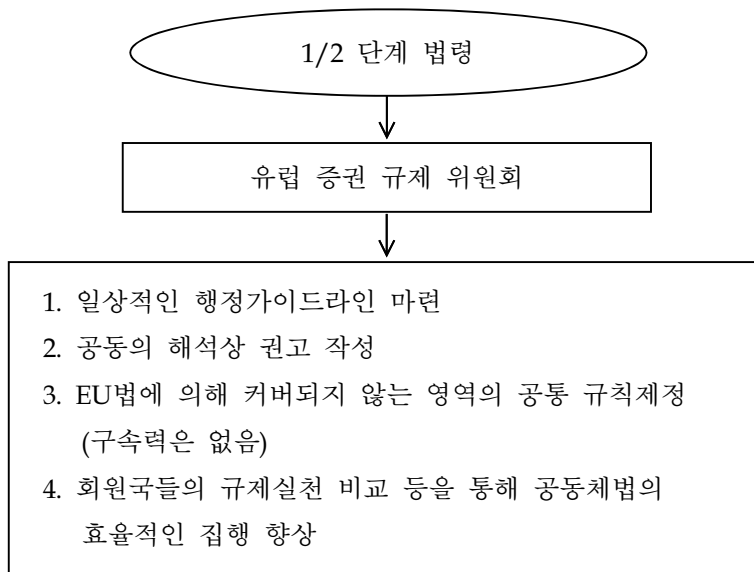 1/2 단계 법령
유럽 증권 규제 위원회
1. 일상적인 행정가이드라인 마련
2. 공동의 해석상 권고 작성
3. EU법에 의해 커버되지 않는 영역의 공통 규칙제정
(구속력은 없음)
4. 회원국들의 규제실천 비교 등을 통해 공동체법의
효율적인 집행 향상